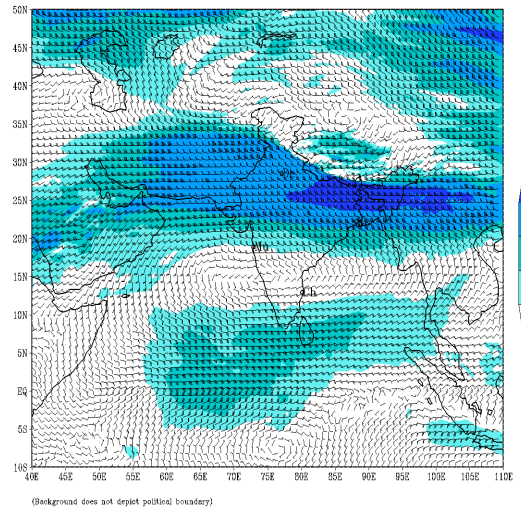 50N
45N
40N
35N
30N
25N
20N
15N
10N
5N
EQ
5S
10S
40E 45E 50E 55E 60E 65E 70E 75E 80E 85E 90E 95E 100E 105E 110E
(Background does not depict political boundary)